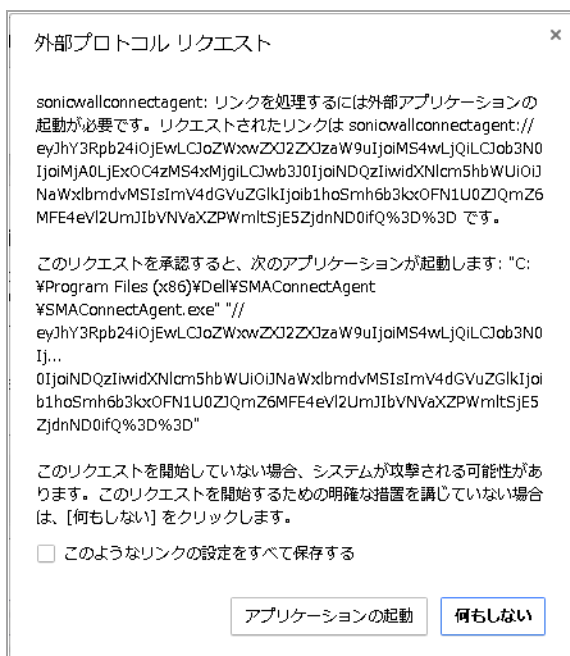 外部プロトコル リクエスト
sonicwallconnectagent: リンクを処理するには外部アプリケーションの
起動が必要です。リクエストされたリンクは sonicwallconnectagent://
eyJhY3Rpb24iOjEwLCJoZWxwZXJ2ZXJzaW9uIjoiMS4wLjQiLCJob3N0
IjoiMjA0LjExOC4zMS4xMjgiLCJwb3J0IjoiNDQzIiwidXNlcm5hbWUiOiJ
NaWxlbmdvMSIsImV4dGVuZGlkIjoib1hoSmh6b3kxOFN1U0ZJQmZ6
MFE4eVl2UmJIbVNVaXZPWmltSjE5ZjdnND0ifQ%3D%3D です。
このリクエストを承認すると、次のアプリケーションが起動します: "C:
¥Program Files (x86)¥Dell¥SMAConnectAgent
¥SMAConnectAgent.exe" "//
eyJhY3Rpb24iOjEwLCJoZWxwZXJ2ZXJzaW9uIjoiMS4wLjQiLCJob3N0
Ij...
0IjoiNDQzIiwidXNlcm5hbWUiOiJNaWxlbmdvMSIsImV4dGVuZGlkIjoi
b1hoSmh6b3kxOFN1U0ZJQmZ6MFE4eVl2UmJIbVNVaXZPWmltSjE5
ZjdnND0ifQ%3D%3D"
このリクエストを開始していない場合、システムが攻撃される可能性があ
ります。このリクエストを開始するための明確な措置を講じていない場合
は、[何もしない] をクリックします。
このようなリンクの設定をすべて保存する
アプリケーションの起動
何もしない